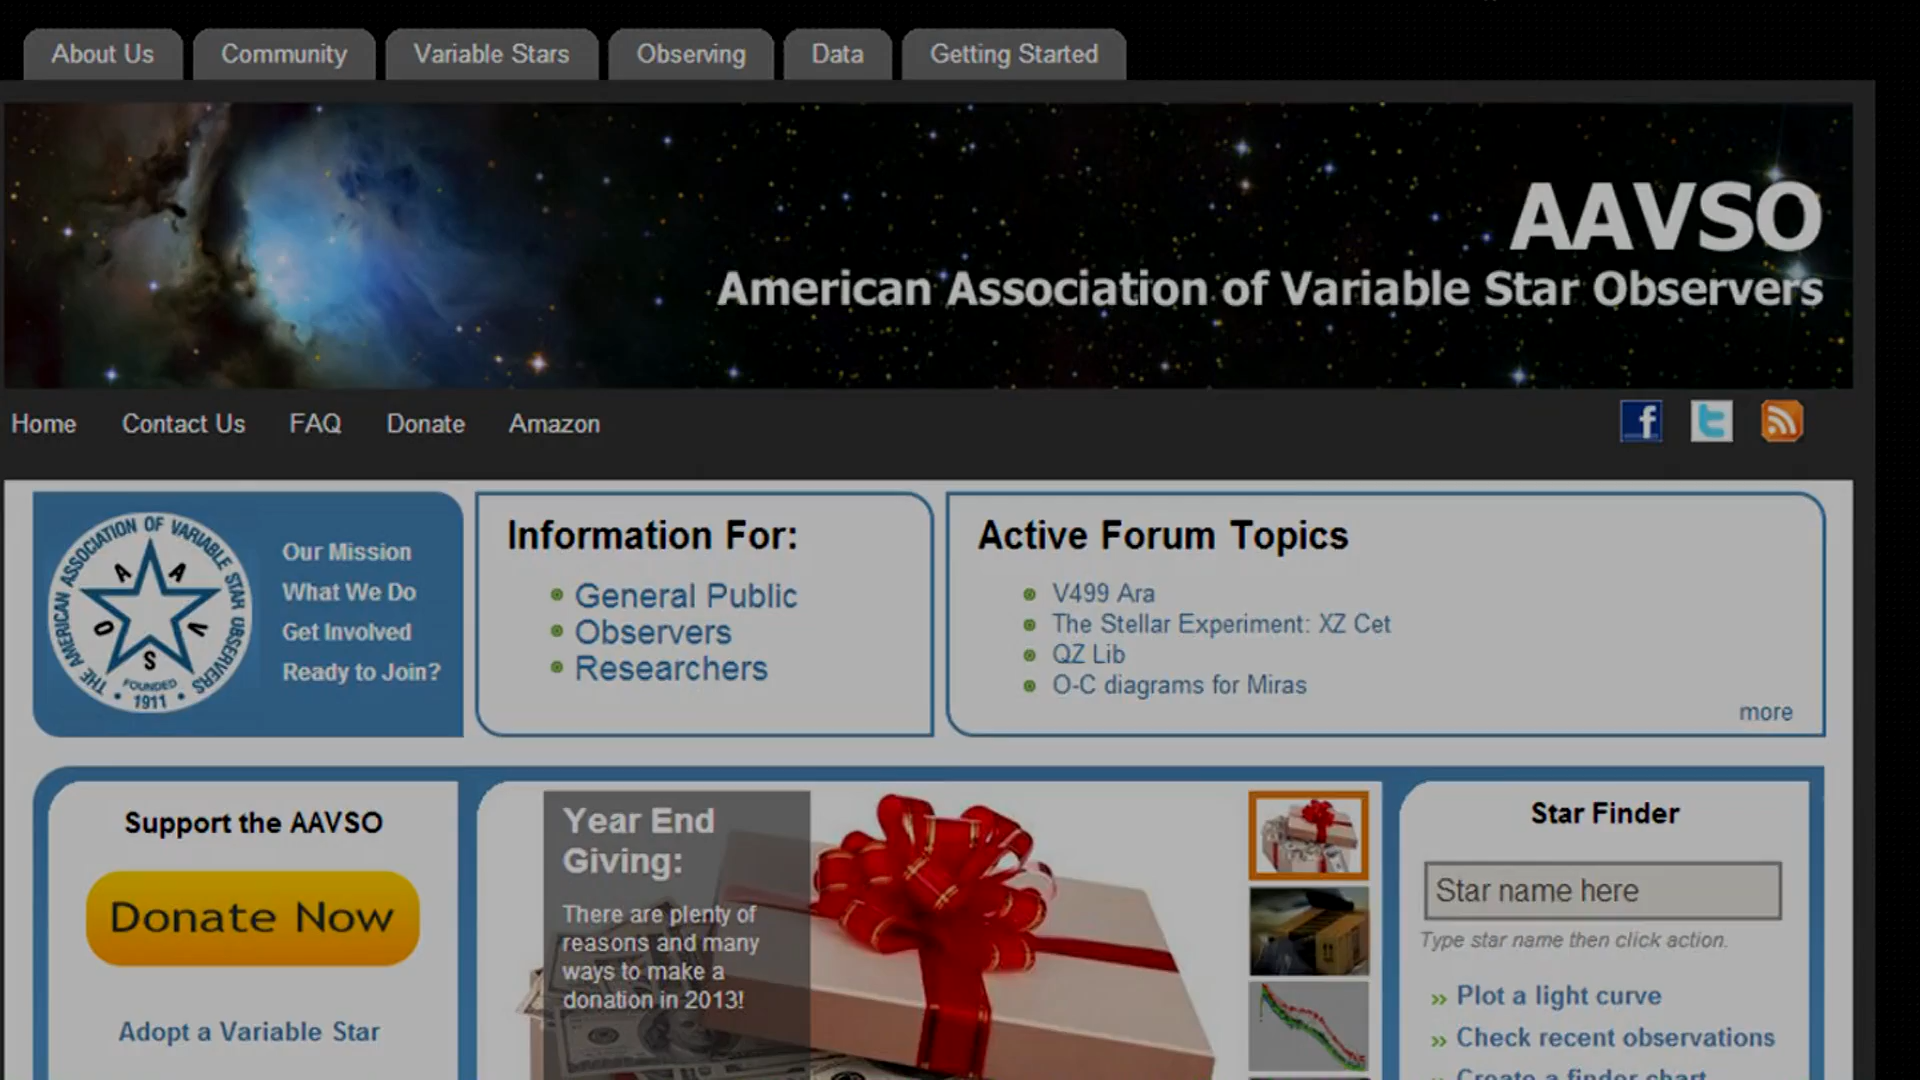 About Us
Community
Variable Stars
Observing
Data
Getting Started
AAVSO
American Association of Variable Star Observers
Home
Contact Us
FAQ
Donate
Amazon
THE AMERICAN ASSOCIATION OF VARIABLE STAR OBSERVERS
A A V S O
FOUNDED
1911
Our Mission
What We Do
Get Involved
Ready to Join?
Information For:
General Public
Observers
Researchers
Active Forum Topics
V499 Ara
The Stellar Experiment: XZ Cet
QZ Lib
O-C diagrams for Miras
more
Support the AAVSO
Donate Now
Adopt a Variable Star
Year End
Giving:
There are plenty of
reasons and many
ways to make a
donation in 2013!
Star Finder
Star name here
Type star name then click action.
Plot a light curve
Check recent observations
Create a finder chart